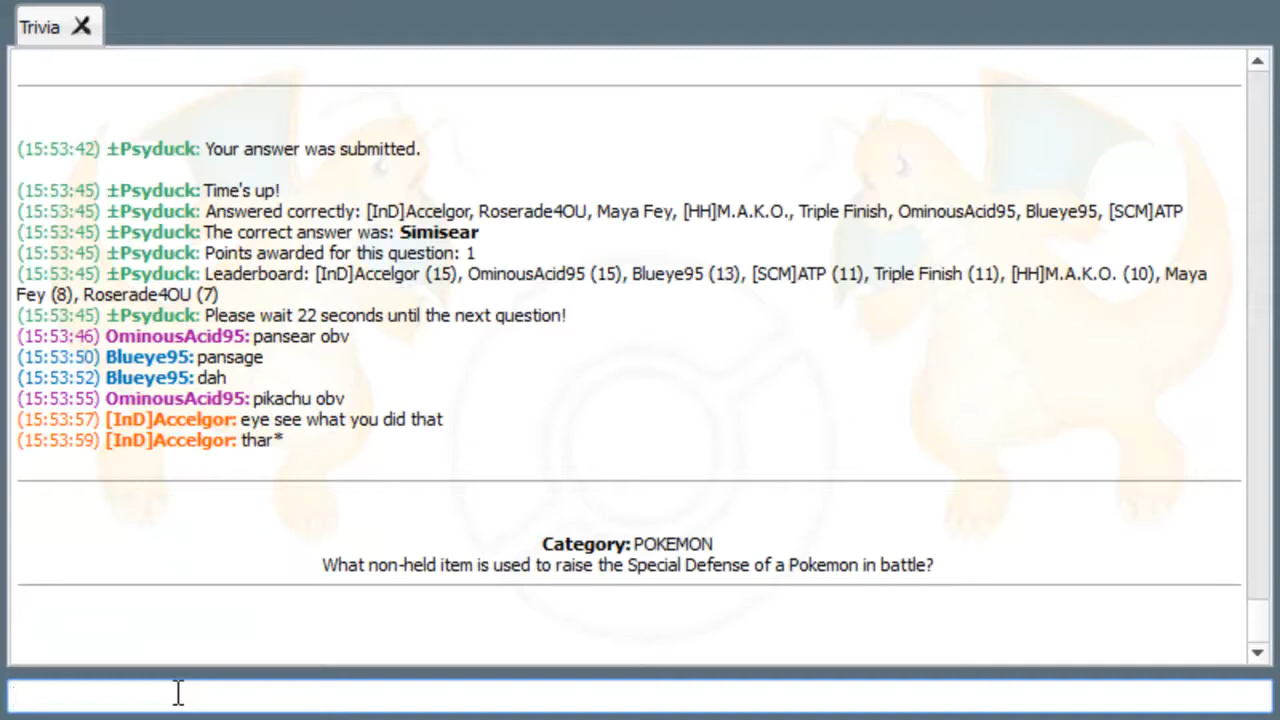 Trivia X
(15:53:42) ±Psyduck: Your answer was submitted.
(15:53:45) ±Psyduck: Time's up!
(15:53:45) ±Psyduck: Answered correctly: [InD]Accelgor, Roserade4OU, Maya Fey, [HH]M.A.K.O., Triple Finish, OminousAcid95, Blueye95, [SCM]ATP
(15:53:45) ±Psyduck: The correct answer was: Simisear
(15:53:45) ±Psyduck: Points awarded for this question: 1
(15:53:45) ±Psyduck: Leaderboard: [InD]Accelgor (15), OminousAcid95 (15), Blueye95 (13), [SCM]ATP (11), Triple Finish (11), [HH]M.A.K.O. (10), Maya
Fey (8), Roserade4OU (7)
(15:53:45) ±Psyduck: Please wait 22 seconds until the next question!
(15:53:46) OminousAcid95: pansear obv
(15:53:50) Blueye95: pansage
(15:53:52) Blueye95: dah
(15:53:55) OminousAcid95: pikachu obv
(15:53:57) [InD]Accelgor: eye see what you did that
(15:53:59) [InD]Accelgor: thar*
Category: POKEMON
What non-held item is used to raise the Special Defense of a Pokemon in battle?